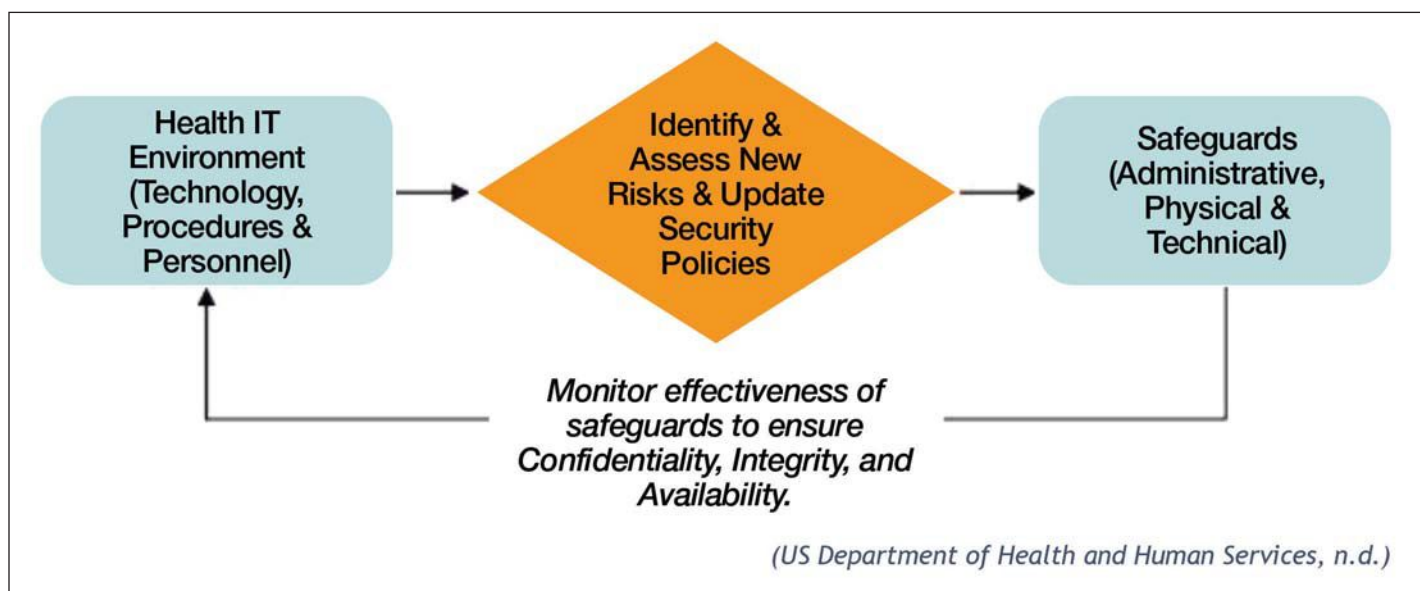 Health IT
Environment
(Technology,
Procedures &
Personnel)
Identify &
Assess New
Risks & Update
Security
Policies
Safeguards
(Administrative,
Physical &
Technical)
Monitor effectiveness of
safeguards to ensure
Confidentiality, Integrity, and
Availability.
(US Department of Health and Human Services, n.d.)